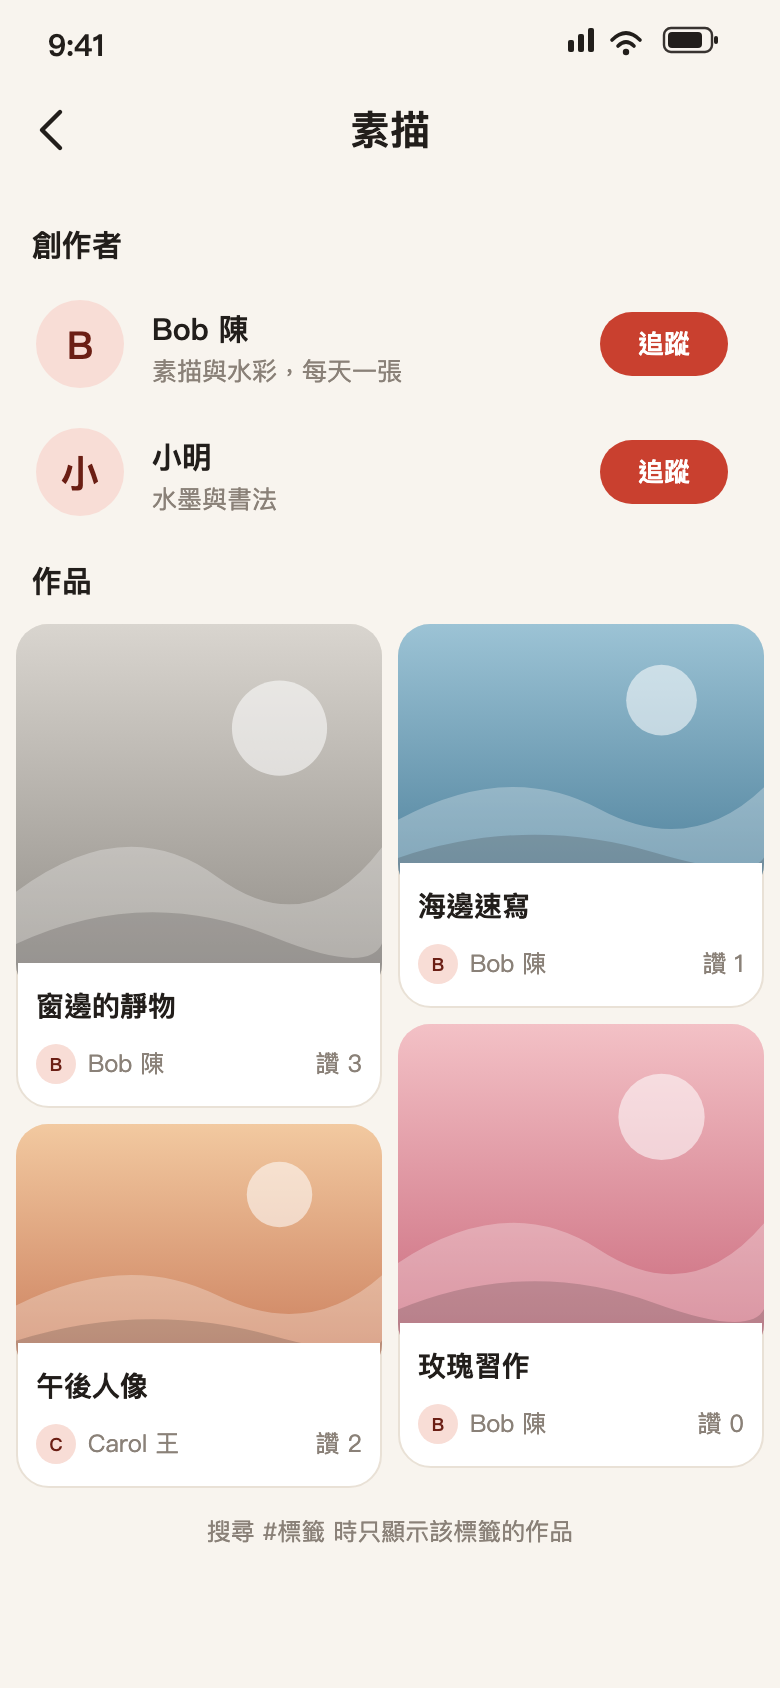 9:41
素描
創作者
B
Bob 陳
素描與水彩，每天一張
追蹤
小
小明
水墨與書法
追蹤
作品
窗邊的靜物
B Bob 陳 讚 3
海邊速寫
B Bob 陳 讚 1
午後人像
C Carol 王 讚 2
玫瑰習作
B Bob 陳 讚 0
搜尋 #標籤 時只顯示該標籤的作品